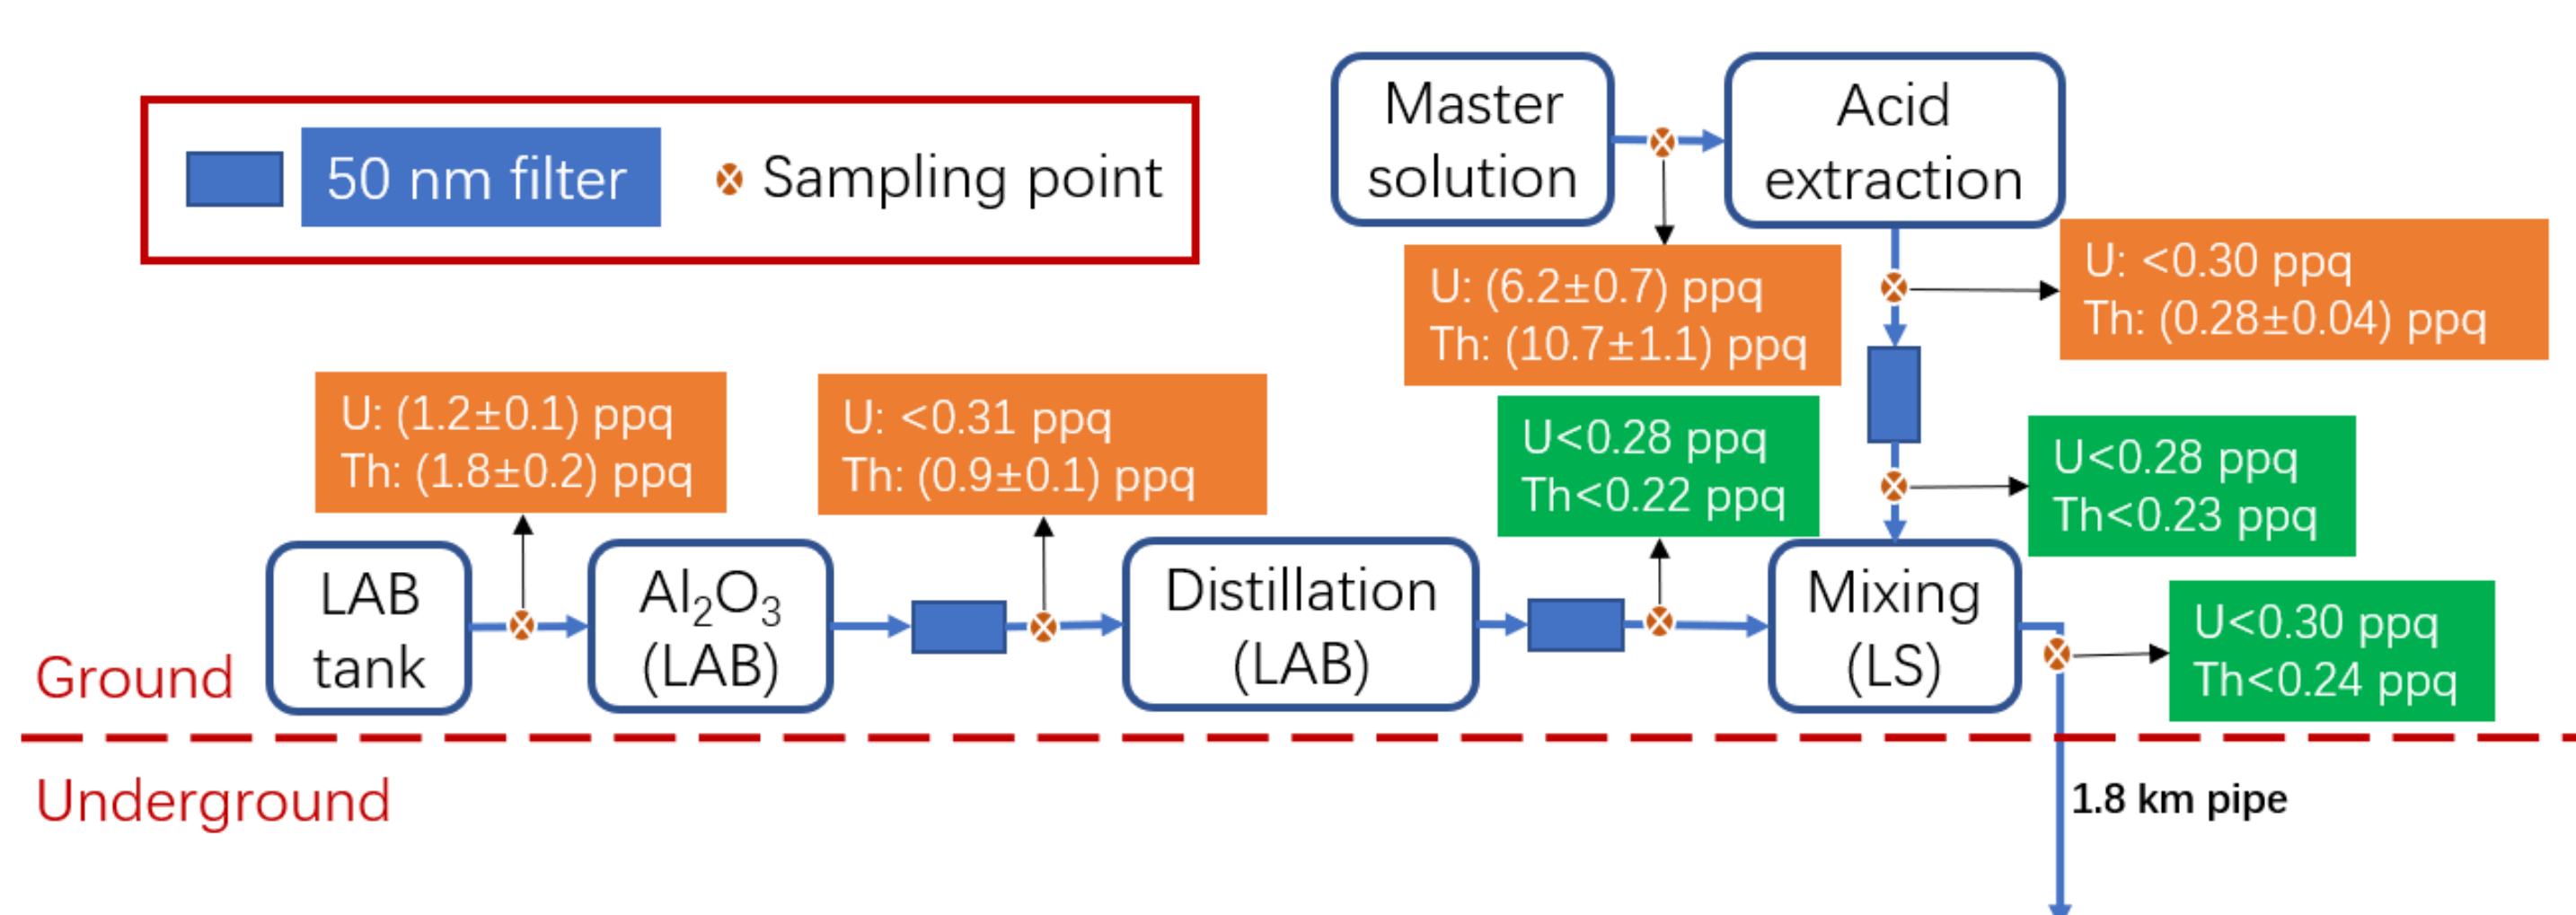 50 nm filter
Sampling point
Master
solution
Acid
extraction
U: <0.30 ppq
Th: (0.28±0.04) ppq
U: (6.2±0.7) ppq
Th: (10.7±1.1) ppq
U: (1.2±0.1) ppq
Th: (1.8±0.2) ppq
U: <0.31 ppq
Th: (0.9±0.1) ppq
U<0.28 ppq
Th<0.22 ppq
U<0.28 ppq
Th<0.23 ppq
LAB
tank
Al₂O₃
(LAB)
Distillation
(LAB)
Mixing
(LS)
U<0.30 ppq
Th<0.24 ppq
Ground
Underground
1.8 km pipe